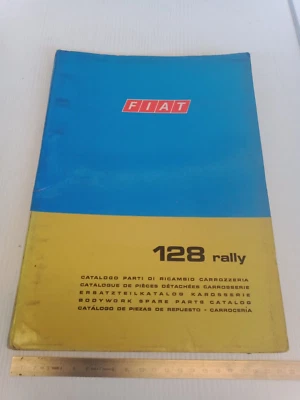 FIAT
128 rally
CATALOGO PARTI DI RICAMBIO CARROZZERIA
CATALOGUE DE PIÈCES DÉTACHÉES CARROSSERIE
ERSATZTEILKATALOG KAROSSERIE
BODYWORK SPARE PARTS CATALOG
CATÁLOGO DE PIEZAS DE REPUESTO - CARROCERÍA